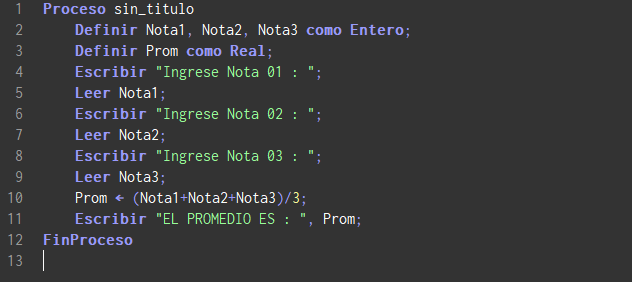 1 Proceso sin_titulo
2 Definir Nota1, Nota2, Nota3 como Entero;
3 Definir Prom como Real;
4 Escribir "Ingrese Nota 01 : ";
5 Leer Nota1;
6 Escribir "Ingrese Nota 02 : ";
7 Leer Nota2;
8 Escribir "Ingrese Nota 03 : ";
9 Leer Nota3;
10 Prom ← (Nota1+Nota2+Nota3)/3;
11 Escribir "EL PROMEDIO ES : ", Prom;
12 FinProceso
13